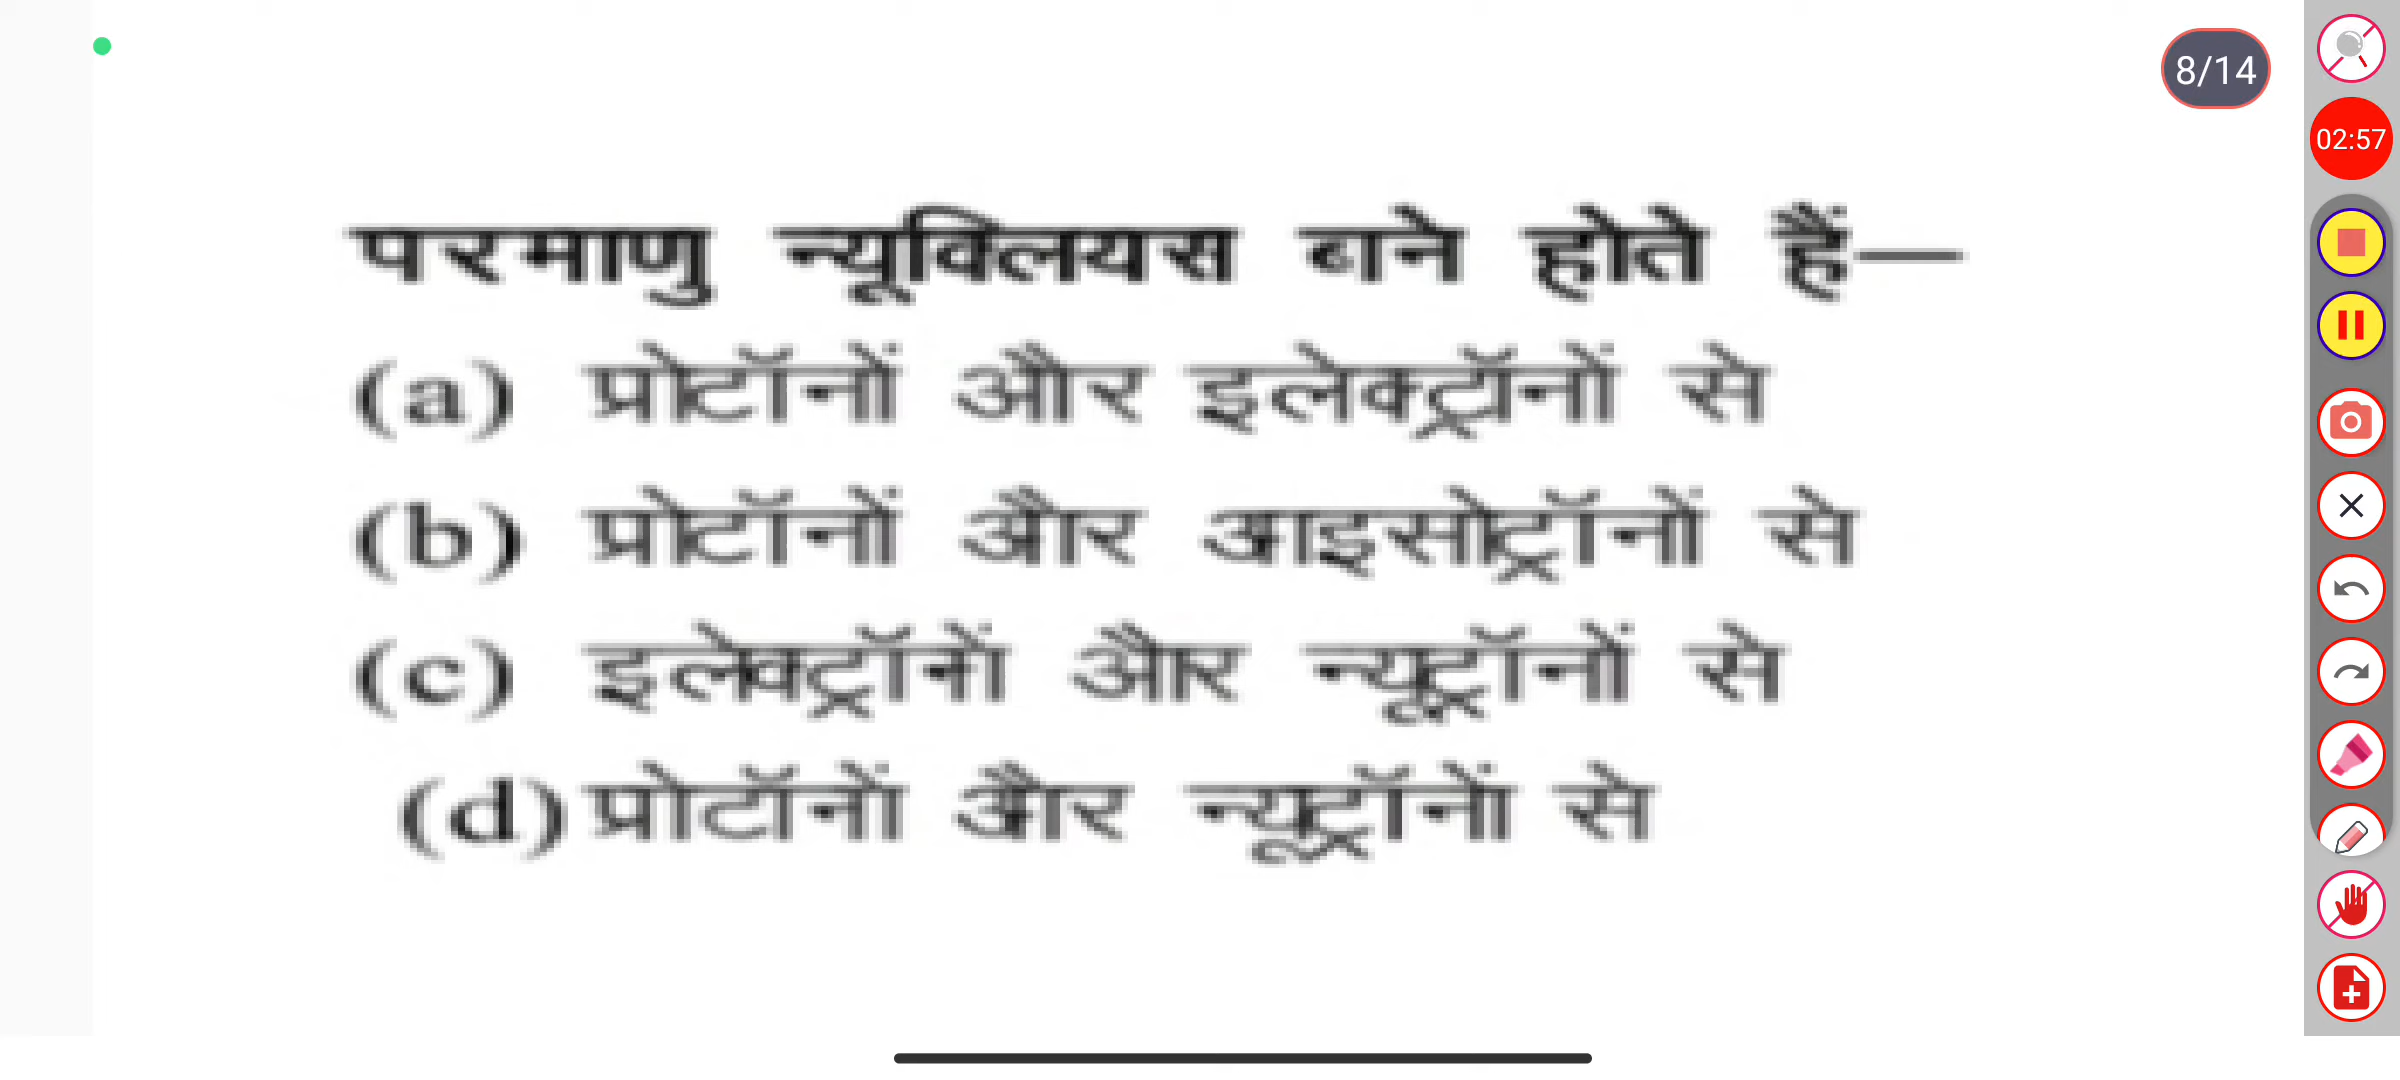 8/14
02:57
परमाणु न्यूक्लियस बने होते हैं—
(a) प्रोटॉनों और इलेक्ट्रॉनों से
(b) प्रोटॉनों और आइसोट्रॉनों से
(c) इलेक्ट्रॉनों और न्यूट्रॉनों से
(d) प्रोटॉनों और न्यूट्रॉनों से